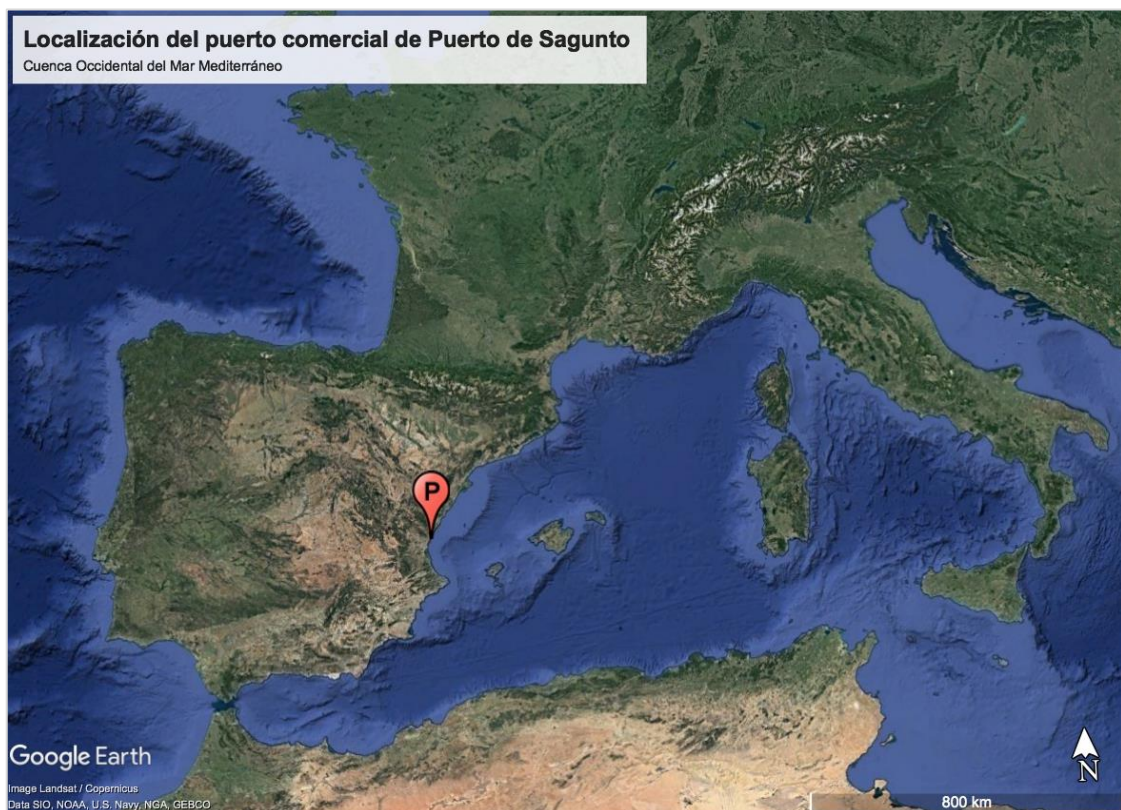 Localización del puerto comercial de Puerto de Sagunto
Cuenca Occidental del Mar Mediterráneo
P
Google Earth
Image Landsat / Copernicus
Data SIO, NOAA, U.S. Navy, NGA, GEBCO
N
800 km